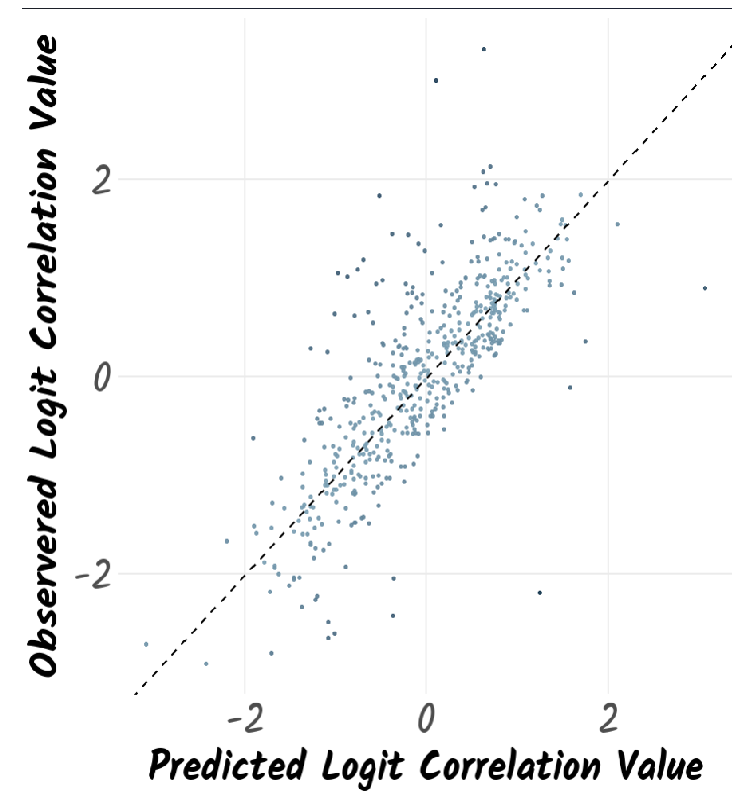 Observered Logit Correlation Value
2
0
-2
-2 0 2
Predicted Logit Correlation Value